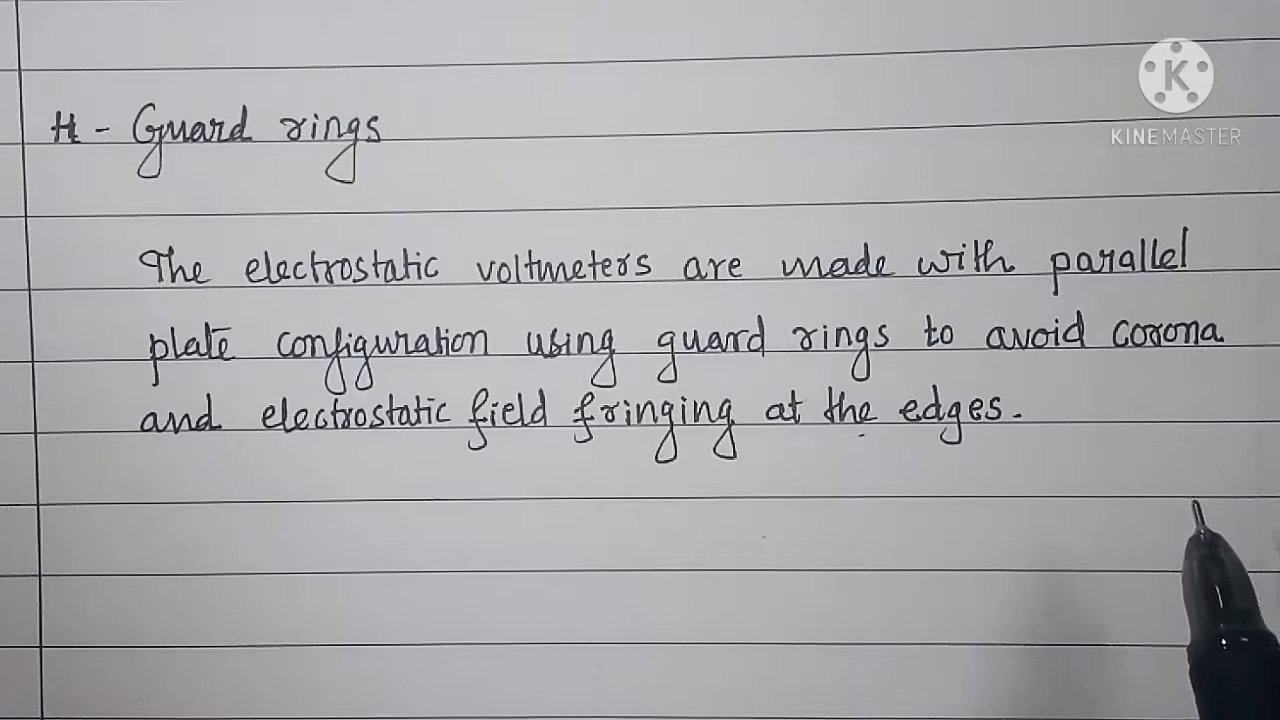 H - Guard rings
The electrostatic voltmeters are made with parallel
plate configuration using guard rings to avoid corona
and electrostatic field fringing at the edges.
K
KINEMASTER